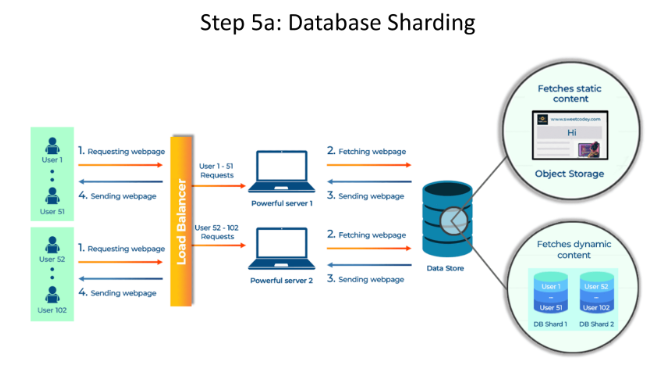 Step 5a: Database Sharding
Fetches static
content
www.sweetoday.com
Hi
Object Storage
User 1
User 51
1. Requesting webpage
4. Sending webpage
User 52
User 102
1. Requesting webpage
4. Sending webpage
Load Balancer
User 1 - 51
Requests
User 52 - 102
Requests
Powerful server 1
Powerful server 2
2. Fetching webpage
3. Sending webpage
2. Fetching webpage
3. Sending webpage
Data Store
Fetches dynamic
content
User 1
–
User 51
DB Shard 1
User 52
–
User 102
DB Shard 2